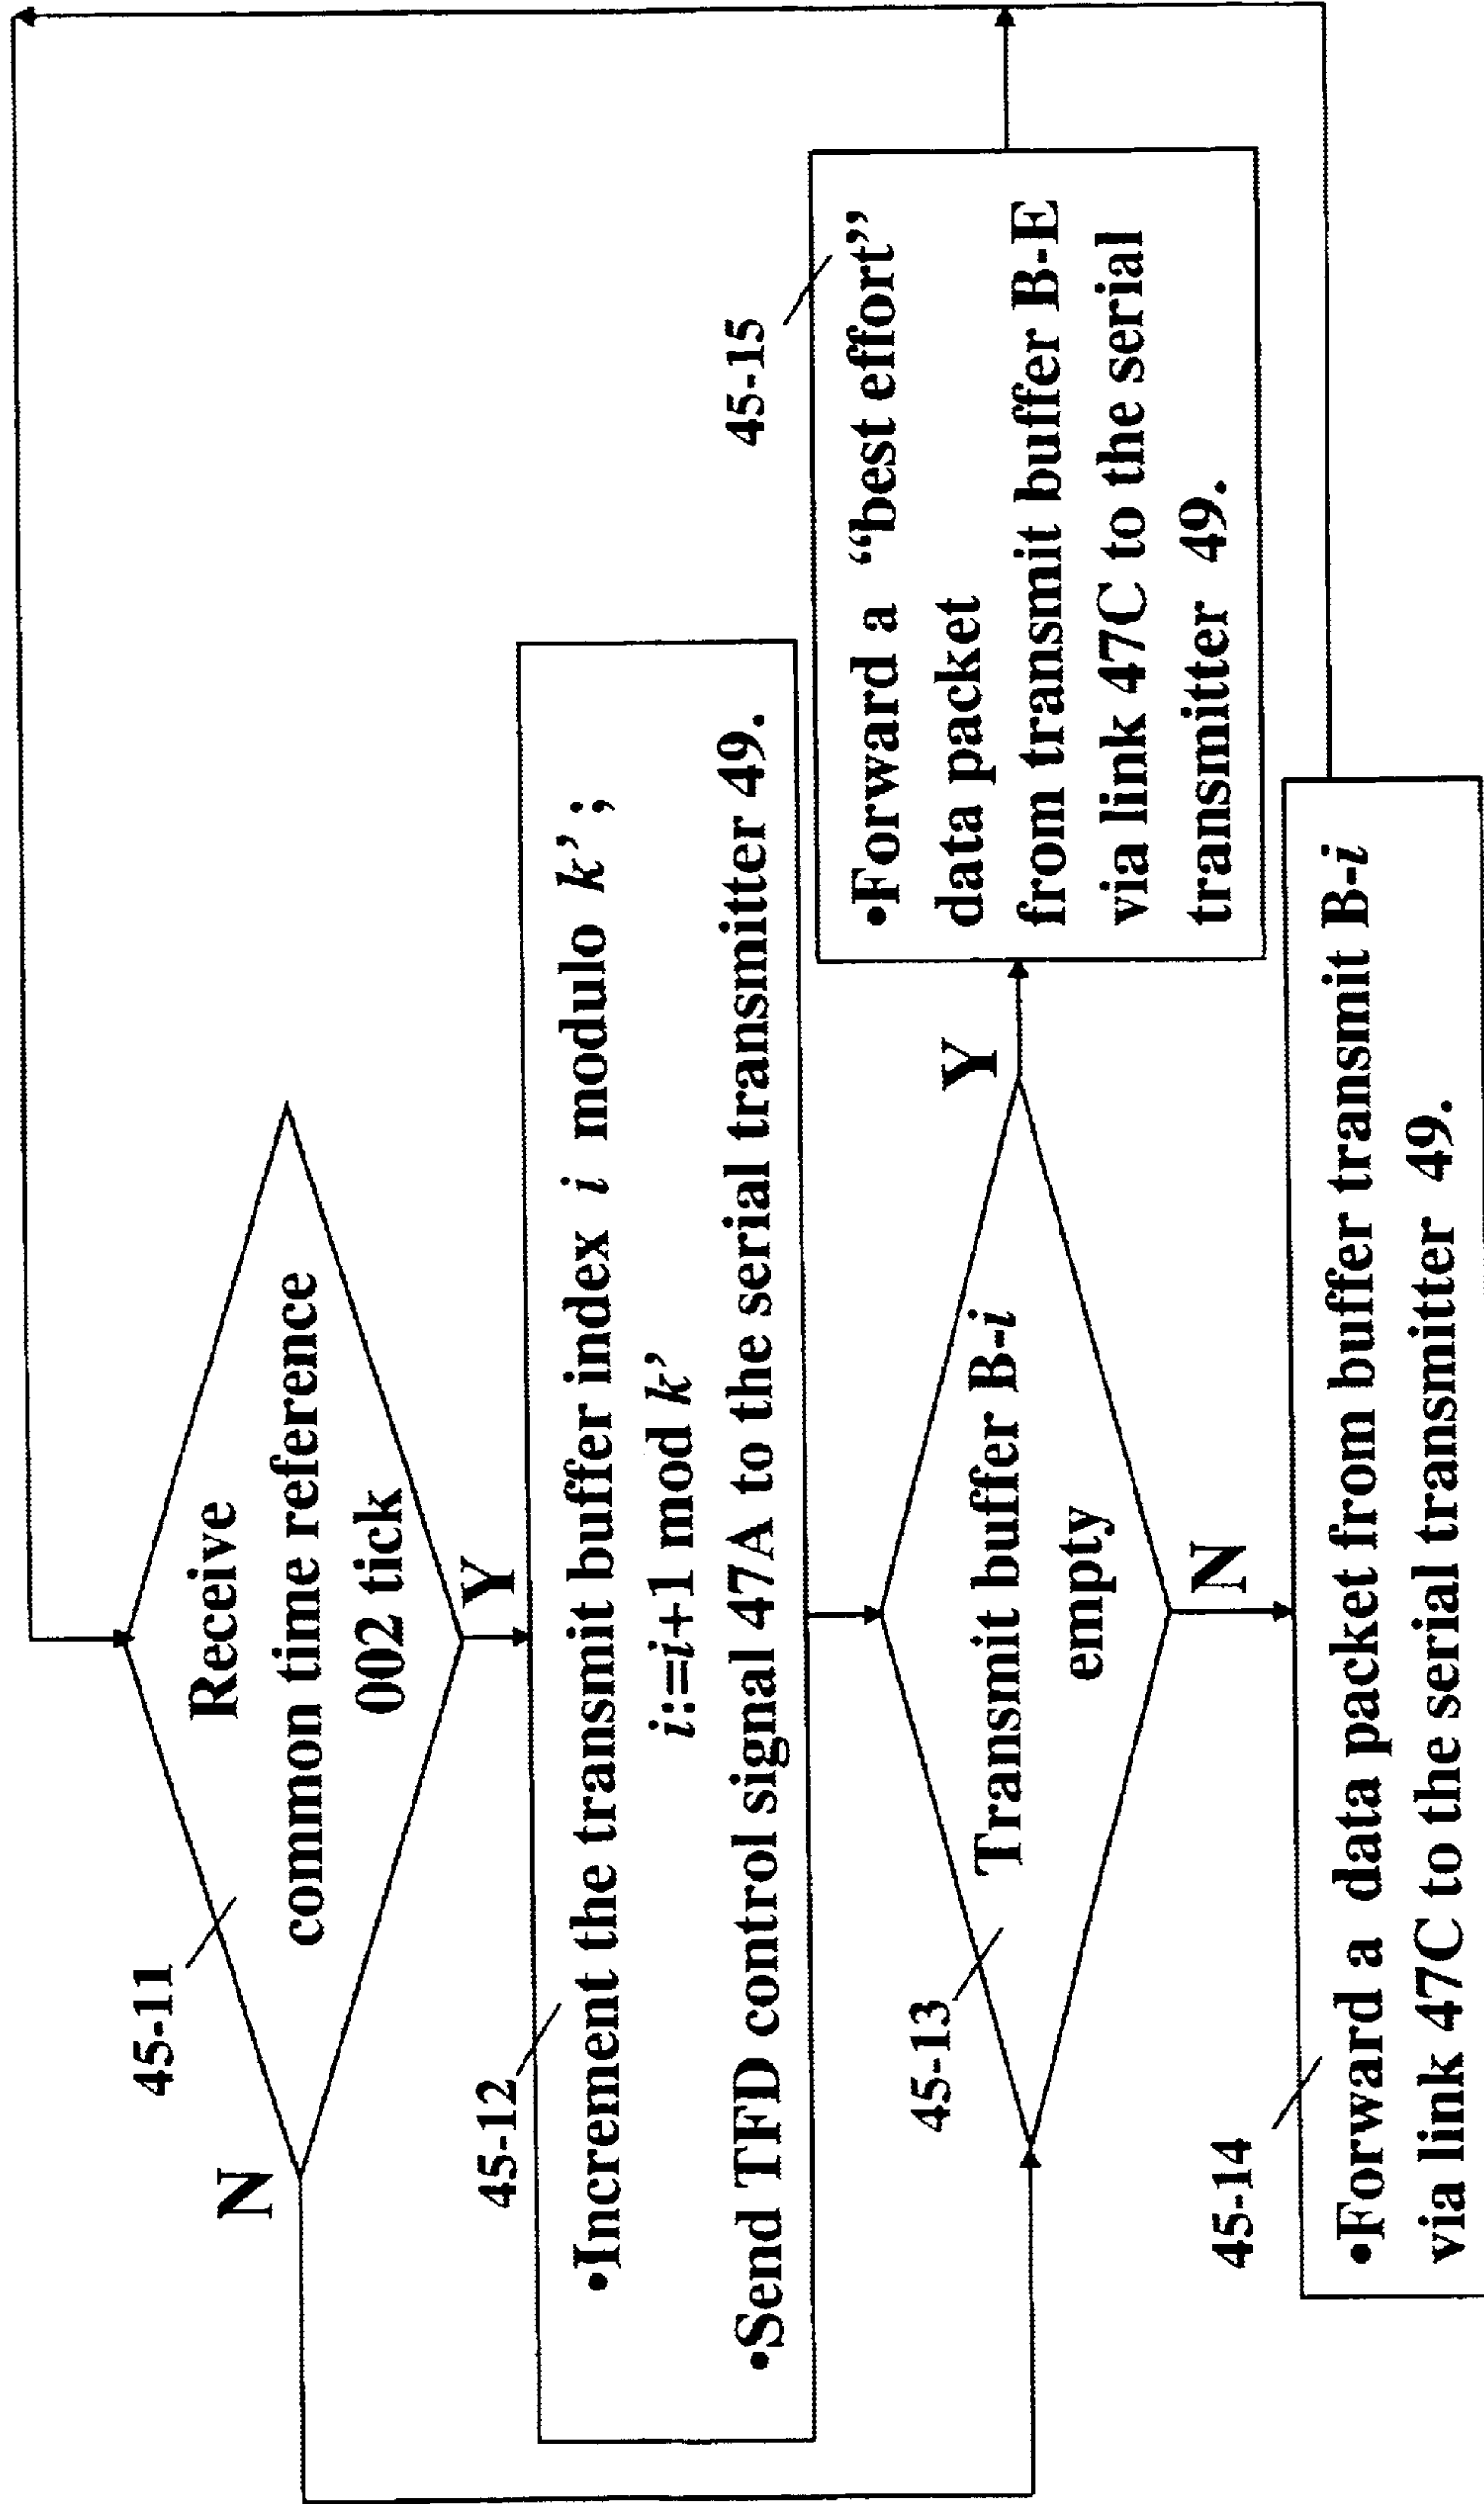 45-11
Receive
common time reference
002 tick
N
Y
45-12
•Increment the transmit buffer index i modulo k’ ;
i:=i+1 mod k’
•Send TFD control signal 47A to the serial transmitter 49.
45-13
Transmit buffer B-i
empty
Y
N
45-15
•Forward a “best effort”
data packet
from transmit buffer B-E
via link 47C to the serial
transmitter 49.
45-14
•Forward a data packet from buffer transmit B-i
via link 47C to the serial transmitter 49.